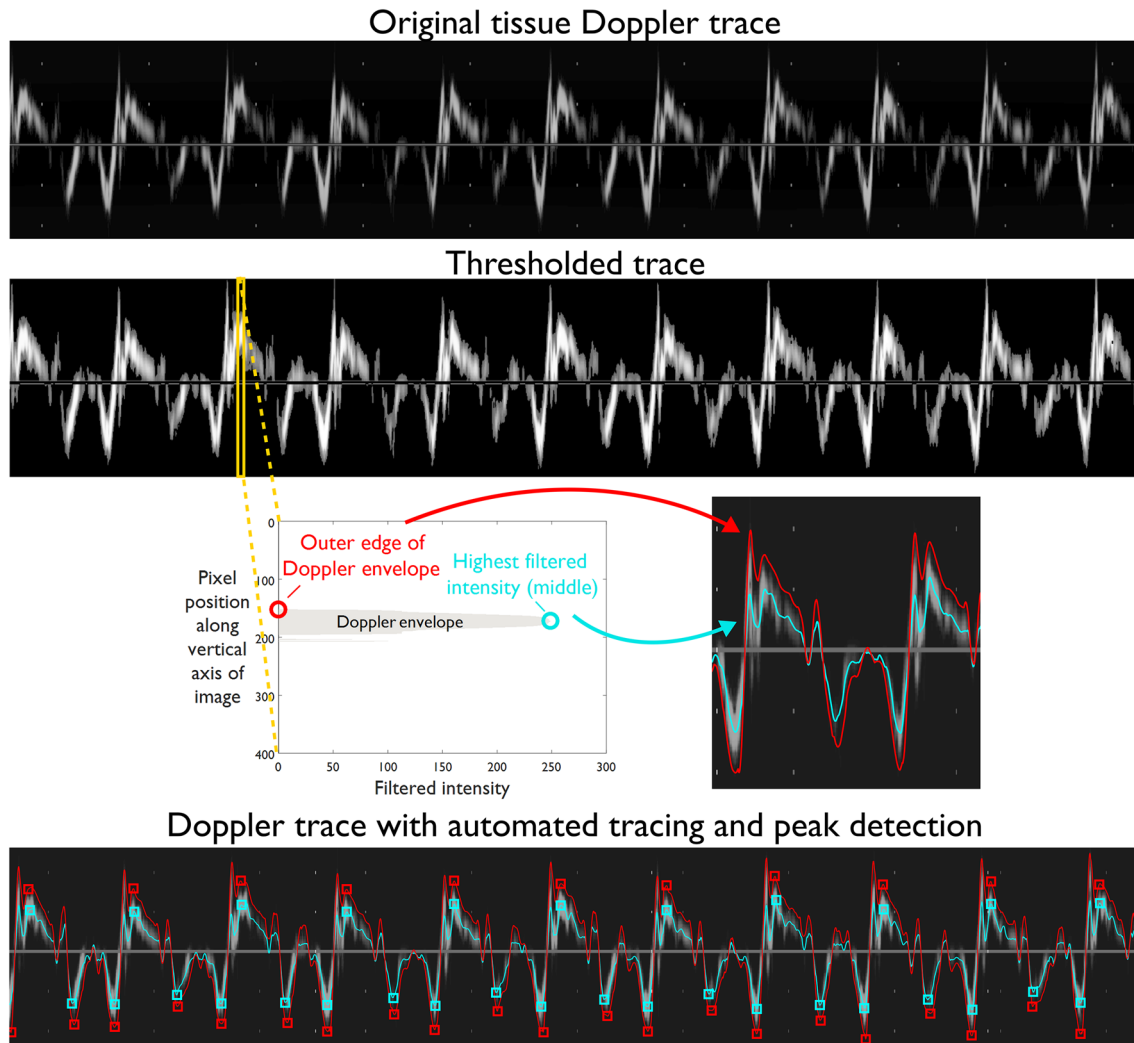 Original tissue Doppler trace
Thresholded trace
0
100
200
300
400
Pixel
position
along
vertical
axis of
image
Outer edge of
Doppler envelope
Highest filtered
intensity (middle)
Doppler envelope
0
50
100
150
200
250
300
Filtered intensity
Doppler trace with automated tracing and peak detection